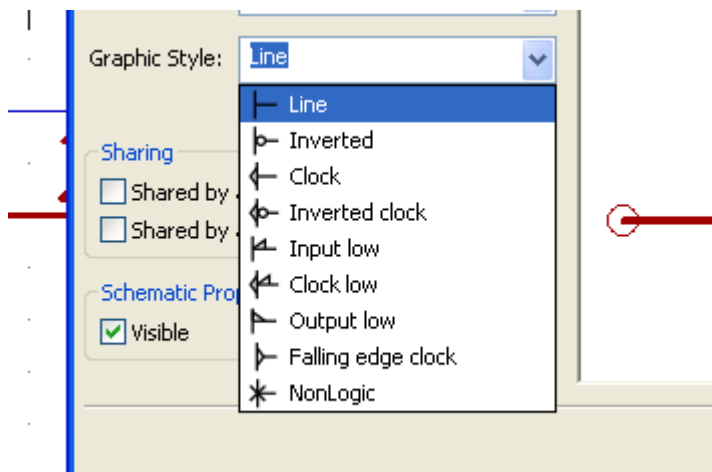 Graphic Style: Line
Line
Inverted
Clock
Inverted clock
Input low
Clock low
Output low
Falling edge clock
NonLogic
Sharing
Shared by
Shared by
Schematic
Visible